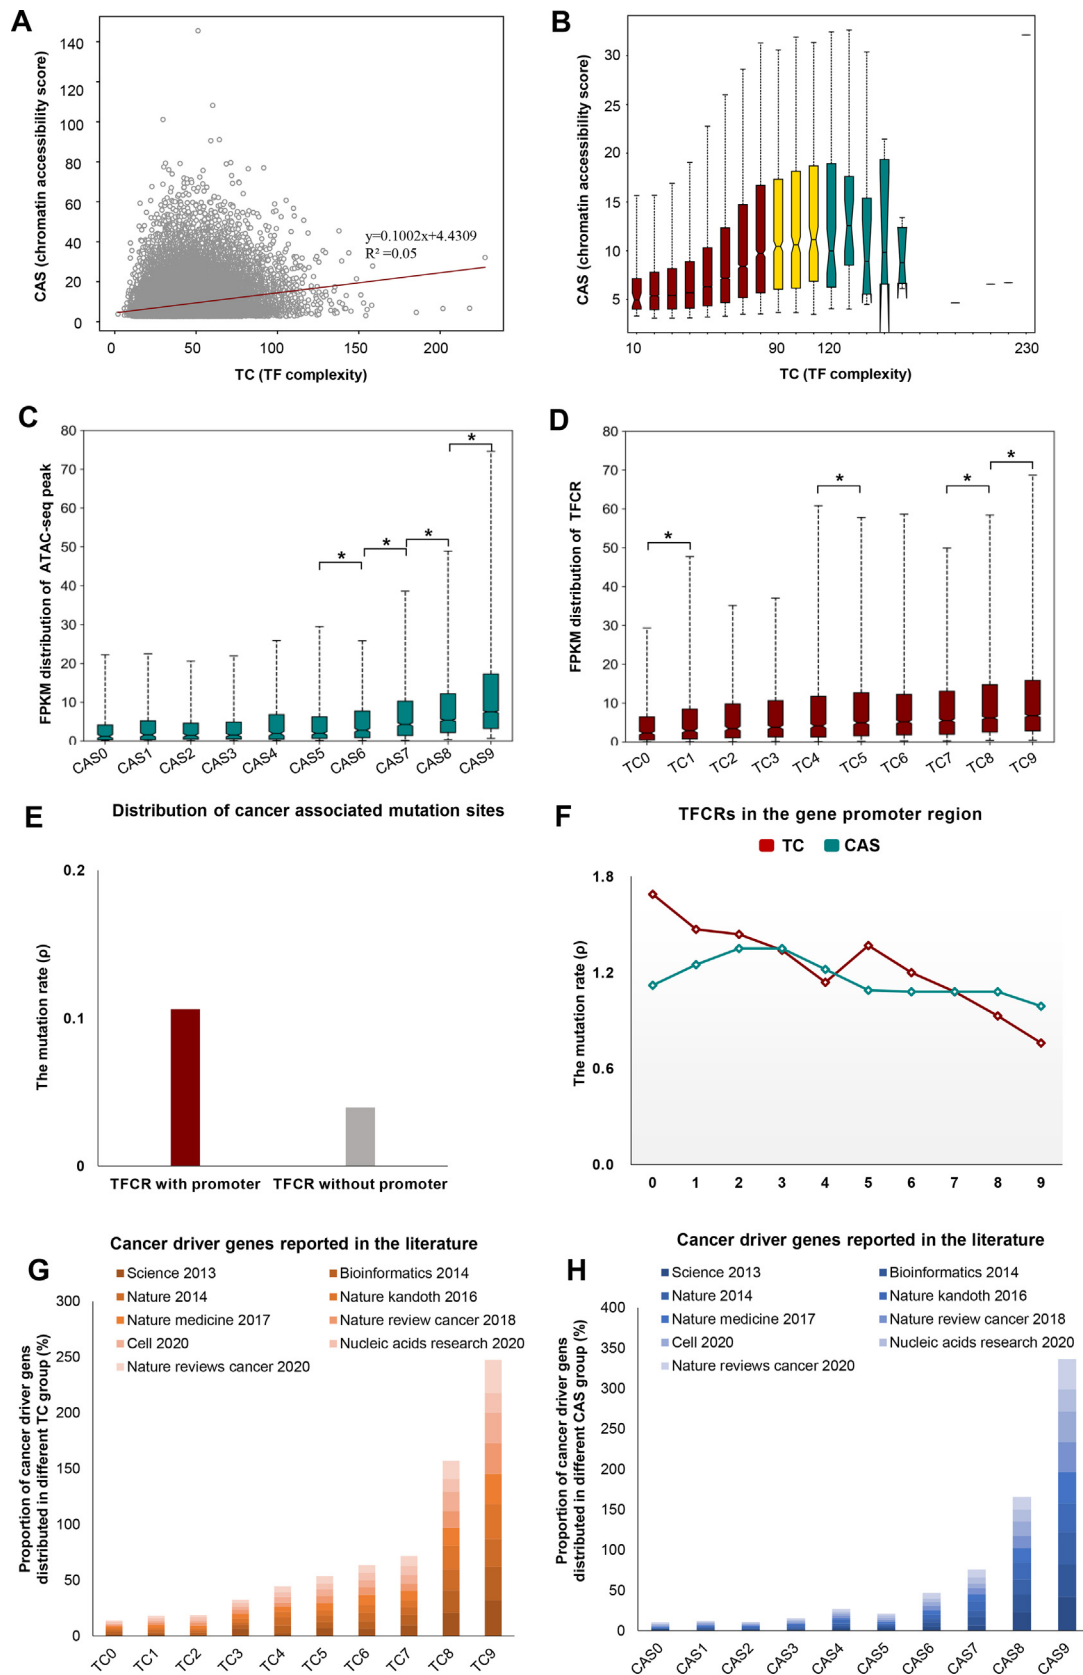 A
CAS (chromatin accessibility score)
140
120
100
80
60
40
20
0
y=0.1002x+4.4309
R² =0.05
0 50 100 150 200
TC (TF complexity)
B
CAS (chromatin accessibility score)
30
25
20
15
10
5
10 90 120 230
TC (TF complexity)
C
FPKM distribution of ATAC-seq peak
80
70
60
50
40
30
20
10
0
* * * *
CAS0 CAS1 CAS2 CAS3 CAS4 CAS5 CAS6 CAS7 CAS8 CAS9
D
FPKM distribution of TFCR
80
70
60
50
40
30
20
10
0
* * * *
TC0 TC1 TC2 TC3 TC4 TC5 TC6 TC7 TC8 TC9
E
Distribution of cancer associated mutation sites
The mutation rate (ρ)
0.2
0.1
0
TFCR with promoter TFCR without promoter
F
TFCRs in the gene promoter region
TC CAS
The mutation rate (ρ)
1.8
1.2
0.6
0.0
0 1 2 3 4 5 6 7 8 9
G
Cancer driver genes reported in the literature
Science 2013 Bioinformatics 2014
Nature 2014 Nature kandoth 2016
Nature medicine 2017 Nature review cancer 2018
Cell 2020 Nucleic acids research 2020
Nature reviews cancer 2020
Proportion of cancer driver gens
distributed in different TC group (%)
300
250
200
150
100
50
0
TC0 TC1 TC2 TC3 TC4 TC5 TC6 TC7 TC8 TC9
H
Cancer driver genes reported in the literature
Science 2013 Bioinformatics 2014
Nature 2014 Nature kandoth 2016
Nature medicine 2017 Nature review cancer 2018
Cell 2020 Nucleic acids research 2020
Nature reviews cancer 2020
Proportion of cancer driver gens
distributed in different CAS group (%)
400
350
300
250
200
150
100
50
0
CAS0 CAS1 CAS2 CAS3 CAS4 CAS5 CAS6 CAS7 CAS8 CAS9